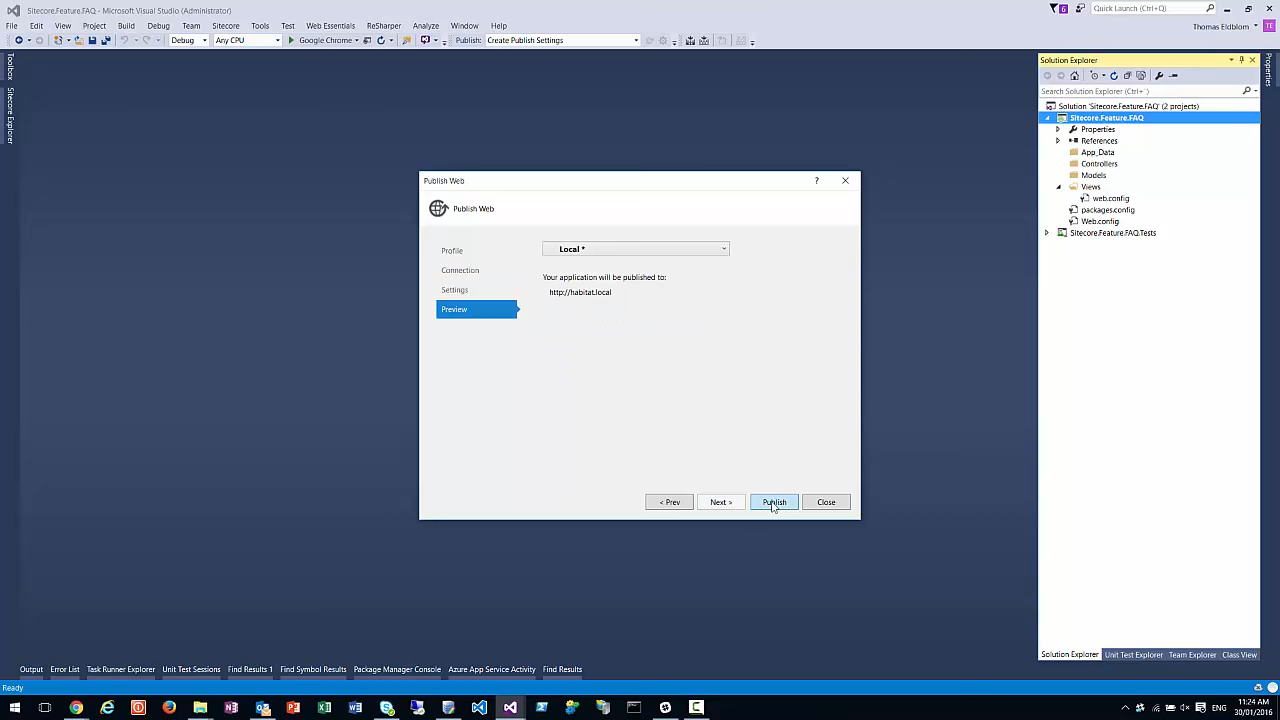 Sitecore.Feature.FAQ - Microsoft Visual Studio (Administrator)
6
Quick Launch (Ctrl+Q)
File Edit View Project Build Debug Team Sitecore Tools Test Web Essentials ReSharper Analyze Window Help
Thomas Eldblom TE
Debug Any CPU Google Chrome Publish: Create Publish Settings
Toolbox
Sitecore Explorer
Properties
Solution Explorer
Search Solution Explorer (Ctrl+¨)
Solution 'Sitecore.Feature.FAQ' (2 projects)
Sitecore.Feature.FAQ
Properties
References
App_Data
Controllers
Models
Views
web.config
packages.config
Web.config
Sitecore.Feature.FAQ.Tests
Publish Web
?
Publish Web
Profile
Connection
Settings
Preview
Local *
Your application will be published to:
http://habitat.local
< Prev
Next >
Publish
Close
Solution Explorer Unit Test Explorer Team Explorer Class View
Output Error List Task Runner Explorer Unit Test Sessions Find Results 1 Find Symbol Results Package Manager Console Azure App Service Activity Find Results
Ready
ENG
11:24 AM
30/01/2016